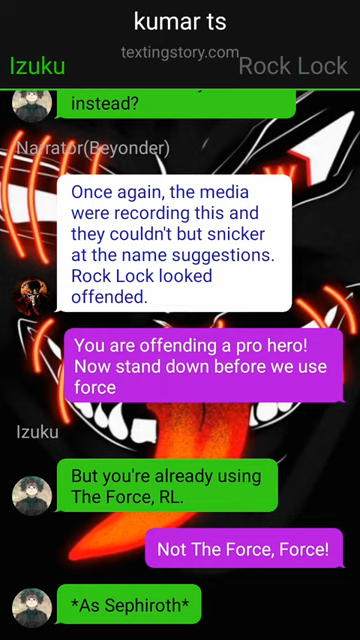 kumar ts
textingstory.com
Izuku
Rock Lock
instead?
Narrator(Beyonder)
Once again, the media
were recording this and
they couldn't but snicker
at the name suggestions.
Rock Lock looked
offended.
You are offending a pro hero!
Now stand down before we use
force
Izuku
But you're already using
The Force, RL.
Not The Force, Force!
*As Sephiroth*